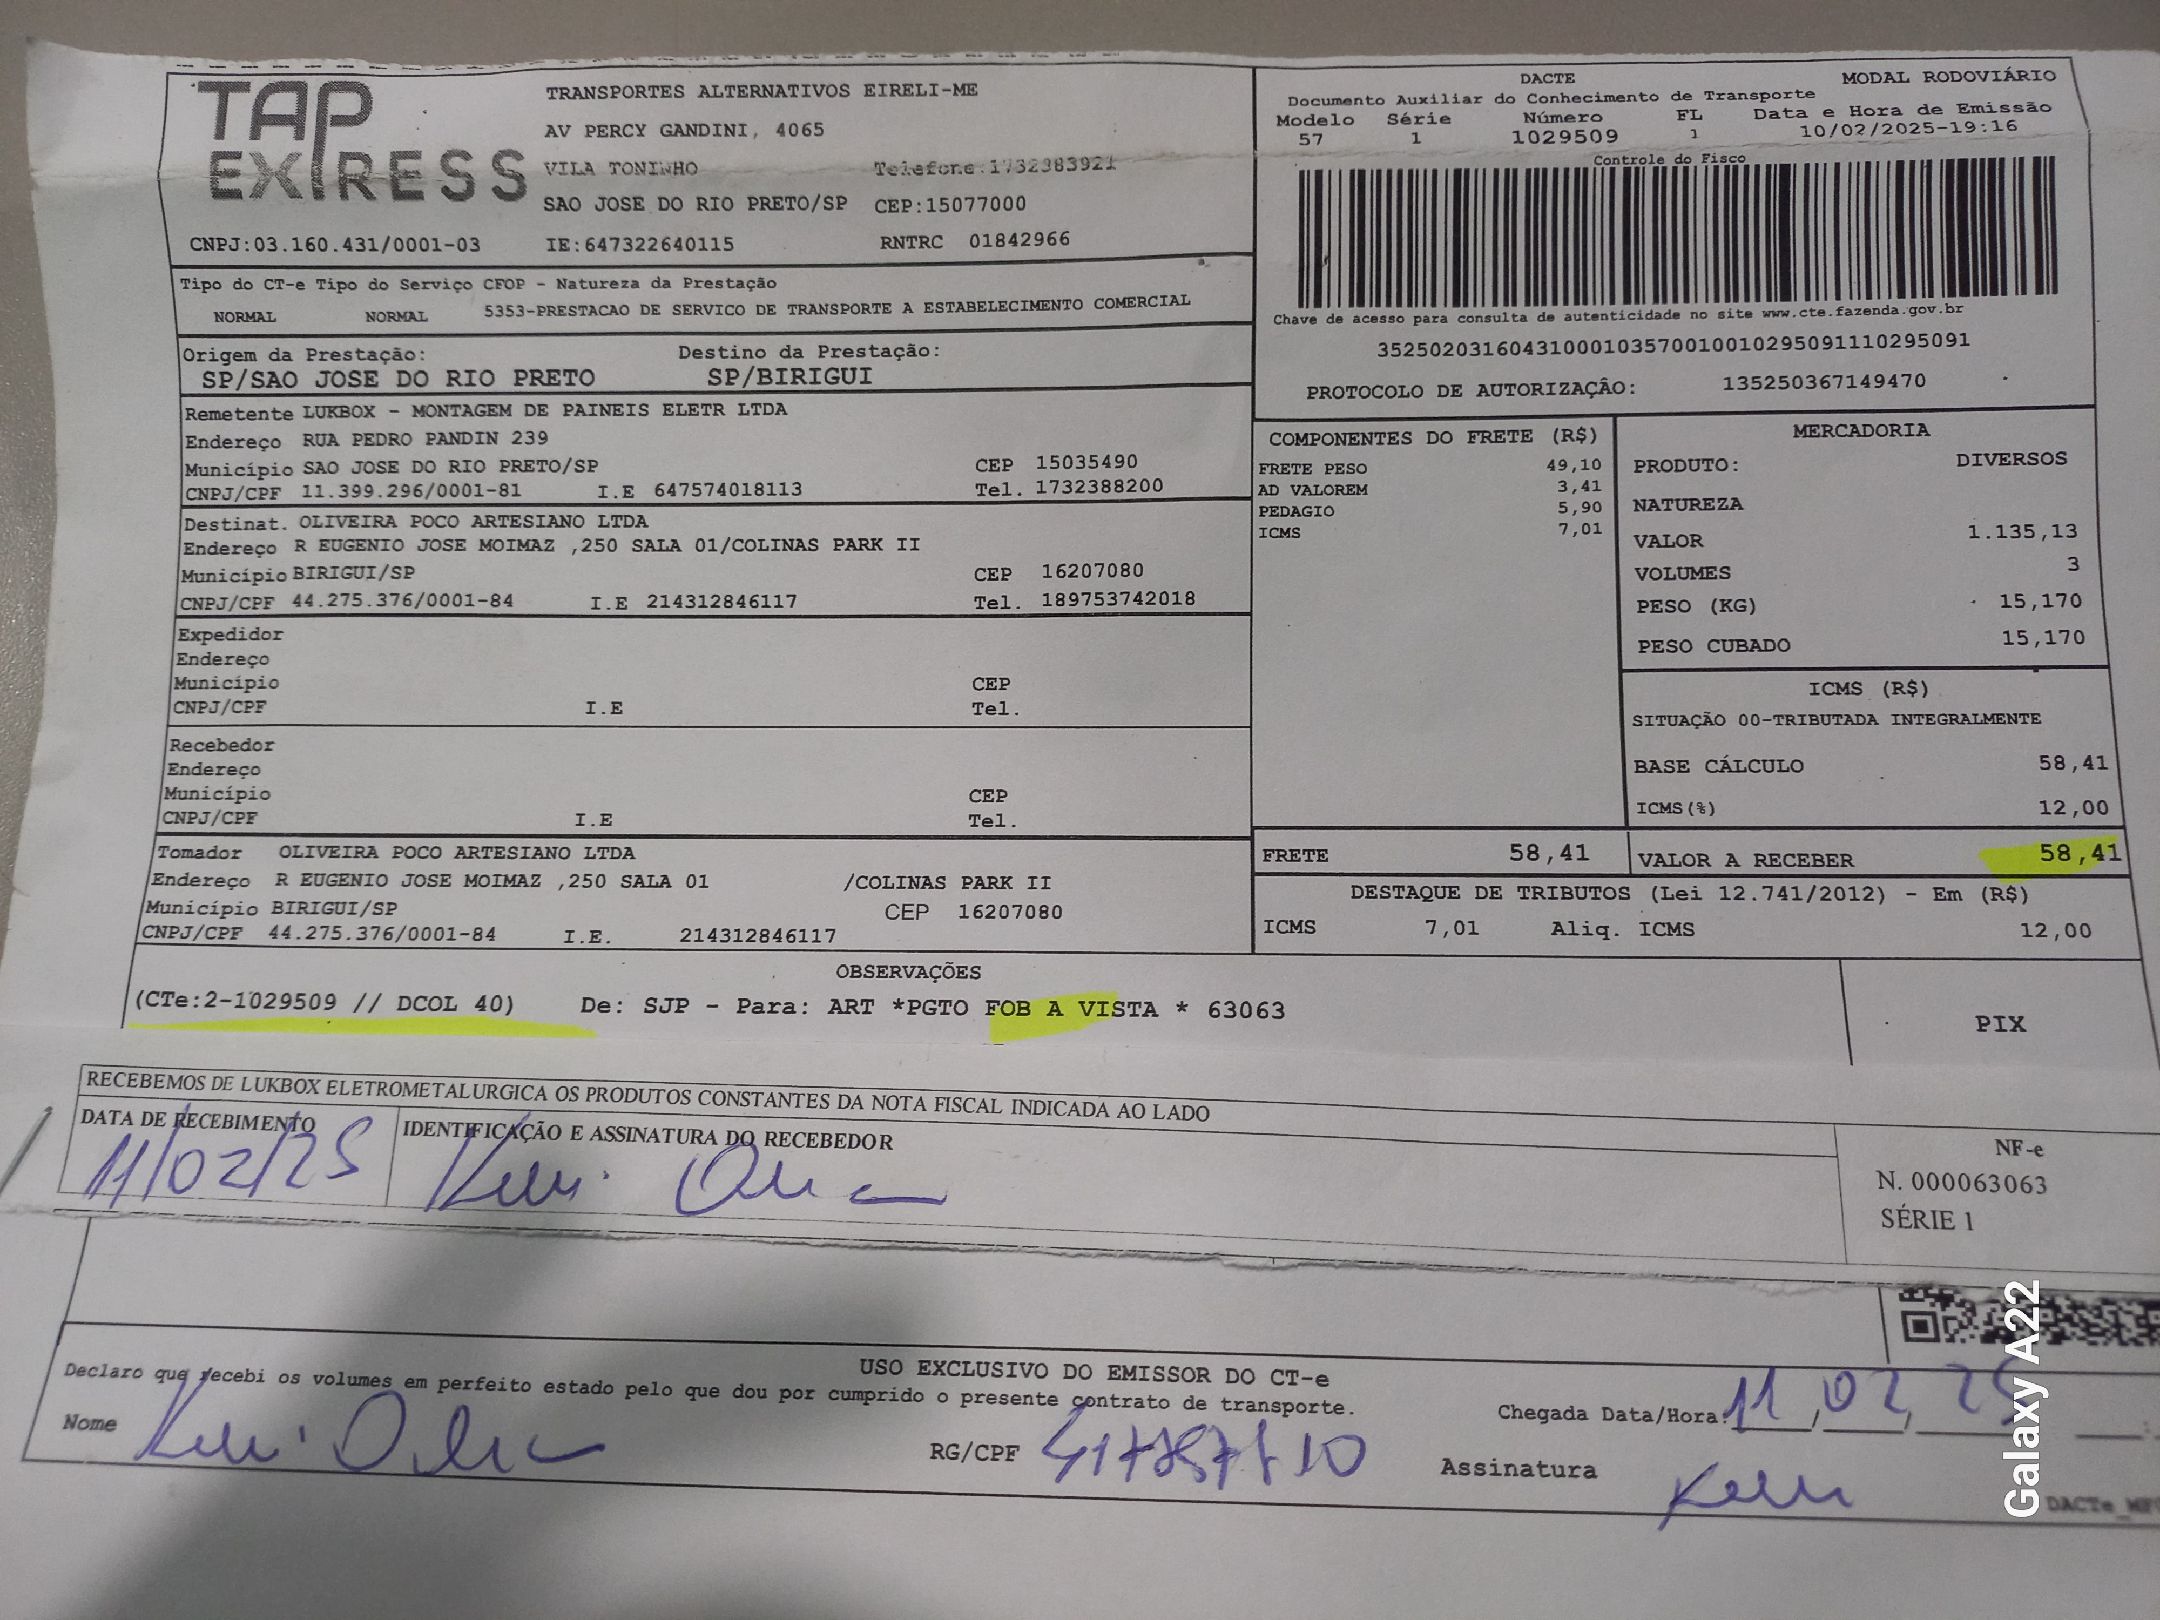 TAP EXPRESS
TRANSPORTES ALTERNATIVOS EIRELI-ME
AV PERCY GANDINI, 4065
VILA TONINHO Telefone:1732383921
SAO JOSE DO RIO PRETO/SP CEP:15077000
CNPJ:03.160.431/0001-03 IE:647322640115 RNTRC 01842966
DACTE MODAL RODOVIÁRIO
Documento Auxiliar do Conhecimento de Transporte
Modelo Série Número FL Data e Hora de Emissão
57 1 1029509 1 10/02/2025-19:16
Controle do Fisco
Chave de acesso para consulta de autenticidade no site www.cte.fazenda.gov.br
35250203160431000103570010010295091110295091
PROTOCOLO DE AUTORIZAÇÃO: 135250367149470
Tipo do CT-e Tipo do Serviço CFOP - Natureza da Prestação
NORMAL NORMAL 5353-PRESTACAO DE SERVICO DE TRANSPORTE A ESTABELECIMENTO COMERCIAL
Origem da Prestação: Destino da Prestação:
SP/SAO JOSE DO RIO PRETO SP/BIRIGUI
Remetente LUKBOX - MONTAGEM DE PAINEIS ELETR LTDA
Endereço RUA PEDRO PANDIN 239
Município SAO JOSE DO RIO PRETO/SP CEP 15035490
CNPJ/CPF 11.399.296/0001-81 I.E 647574018113 Tel. 1732388200
Destinat. OLIVEIRA POCO ARTESIANO LTDA
Endereço R EUGENIO JOSE MOIMAZ ,250 SALA 01/COLINAS PARK II
Município BIRIGUI/SP CEP 16207080
CNPJ/CPF 44.275.376/0001-84 I.E 214312846117 Tel. 189753742018
Expedidor
Endereço
Município CEP
CNPJ/CPF I.E Tel.
Recebedor
Endereço
Município CEP
CNPJ/CPF I.E Tel.
Tomador OLIVEIRA POCO ARTESIANO LTDA
Endereço R EUGENIO JOSE MOIMAZ ,250 SALA 01 /COLINAS PARK II
Município BIRIGUI/SP CEP 16207080
CNPJ/CPF 44.275.376/0001-84 I.E. 214312846117
COMPONENTES DO FRETE (R$)
FRETE PESO 49,10
AD VALOREM 3,41
PEDAGIO 5,90
ICMS 7,01
MERCADORIA
PRODUTO: DIVERSOS
NATUREZA
VALOR 1.135,13
VOLUMES 3
PESO (KG) 15,170
PESO CUBADO 15,170
ICMS (R$)
SITUAÇÃO 00-TRIBUTADA INTEGRALMENTE
BASE CÁLCULO 58,41
ICMS(%) 12,00
FRETE 58,41 VALOR A RECEBER 58,41
DESTAQUE DE TRIBUTOS (Lei 12.741/2012) - Em (R$)
ICMS 7,01 Aliq. ICMS 12,00
OBSERVAÇÕES
(CTe:2-1029509 // DCOL 40) De: SJP - Para: ART *PGTO FOB A VISTA * 63063
PIX
RECEBEMOS DE LUKBOX ELETROMETALURGICA OS PRODUTOS CONSTANTES DA NOTA FISCAL INDICADA AO LADO
DATA DE RECEBIMENTO IDENTIFICAÇÃO E ASSINATURA DO RECEBEDOR
11/02/25
NF-e
N. 000063063
SÉRIE 1
USO EXCLUSIVO DO EMISSOR DO CT-e
Declaro que recebi os volumes em perfeito estado pelo que dou por cumprido o presente contrato de transporte.
Nome RG/CPF
Chegada Data/Hora: 11/02/25
Assinatura
Galaxy A22